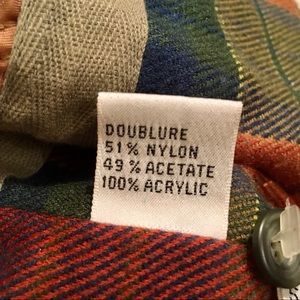 DOUBLURE
51% NYLON
49% ACETATE
100% ACRYLIC